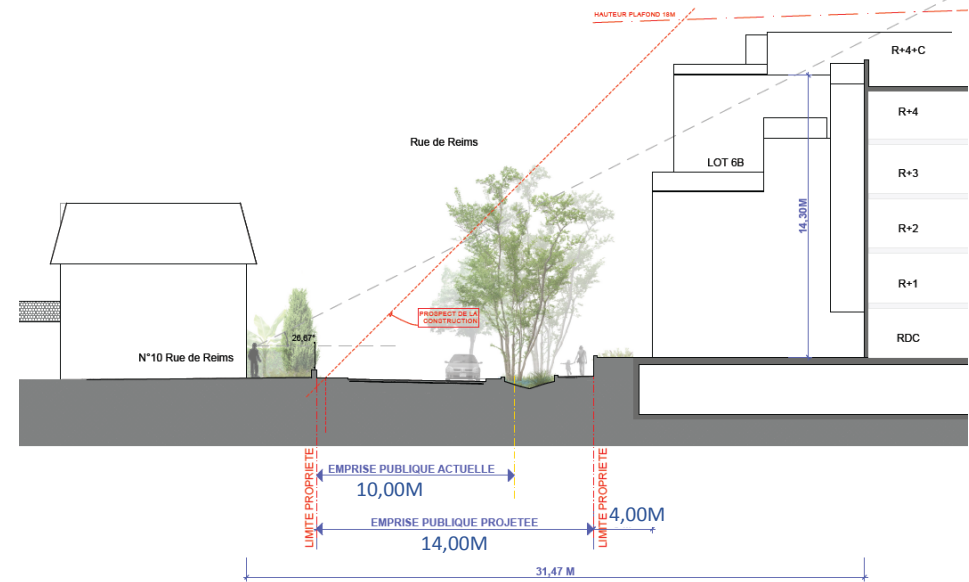 HAUTEUR PLAFOND 18M
R+4+C
R+4
Rue de Reims
LOT 6B
R+3
14,30M
R+2
R+1
PROSPECT DE LA
CONSTRUCTION
26,67°
RDC
N°10 Rue de Reims
LIMITE PROPRIETE
EMPRISE PUBLIQUE ACTUELLE
10,00M
LIMITE PROPRIETE
4,00M
EMPRISE PUBLIQUE PROJETEE
14,00M
31,47 M